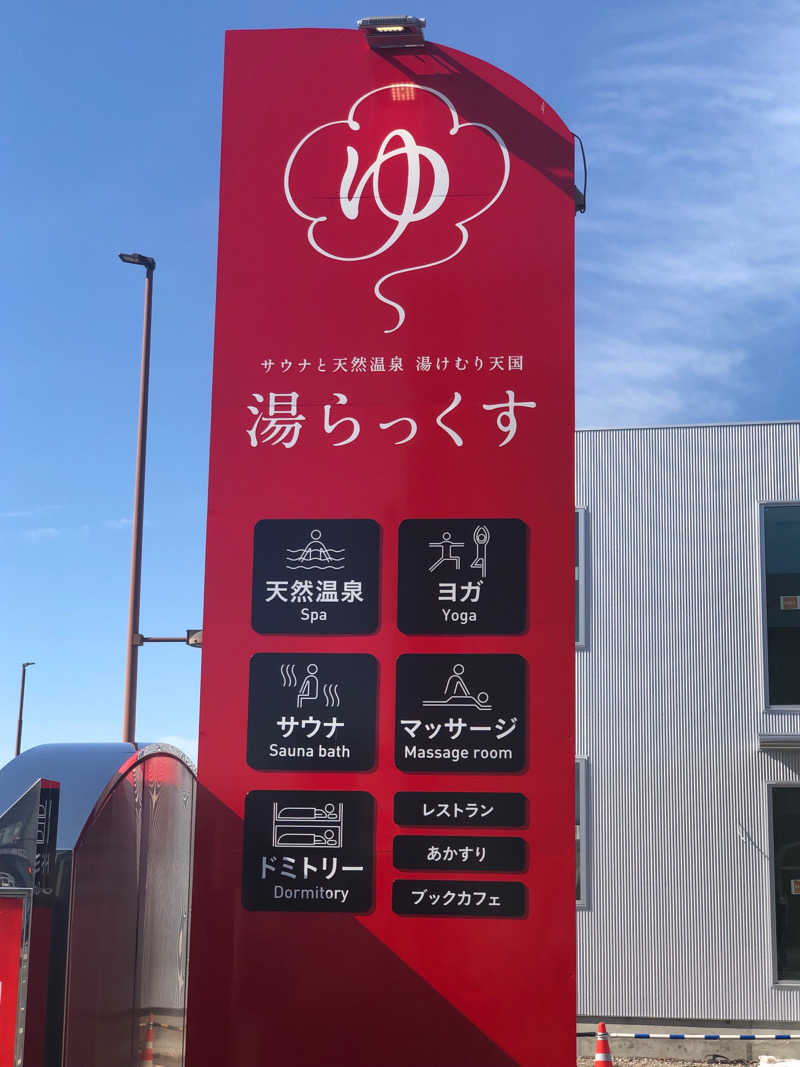 ゆ
サウナと天然温泉 湯けむり天国
湯らっくす
天然温泉
Spa
ヨガ
Yoga
サウナ
Sauna bath
マッサージ
Massage room
ドミトリー
Dormitory
レストラン
あかすり
ブックカフェ